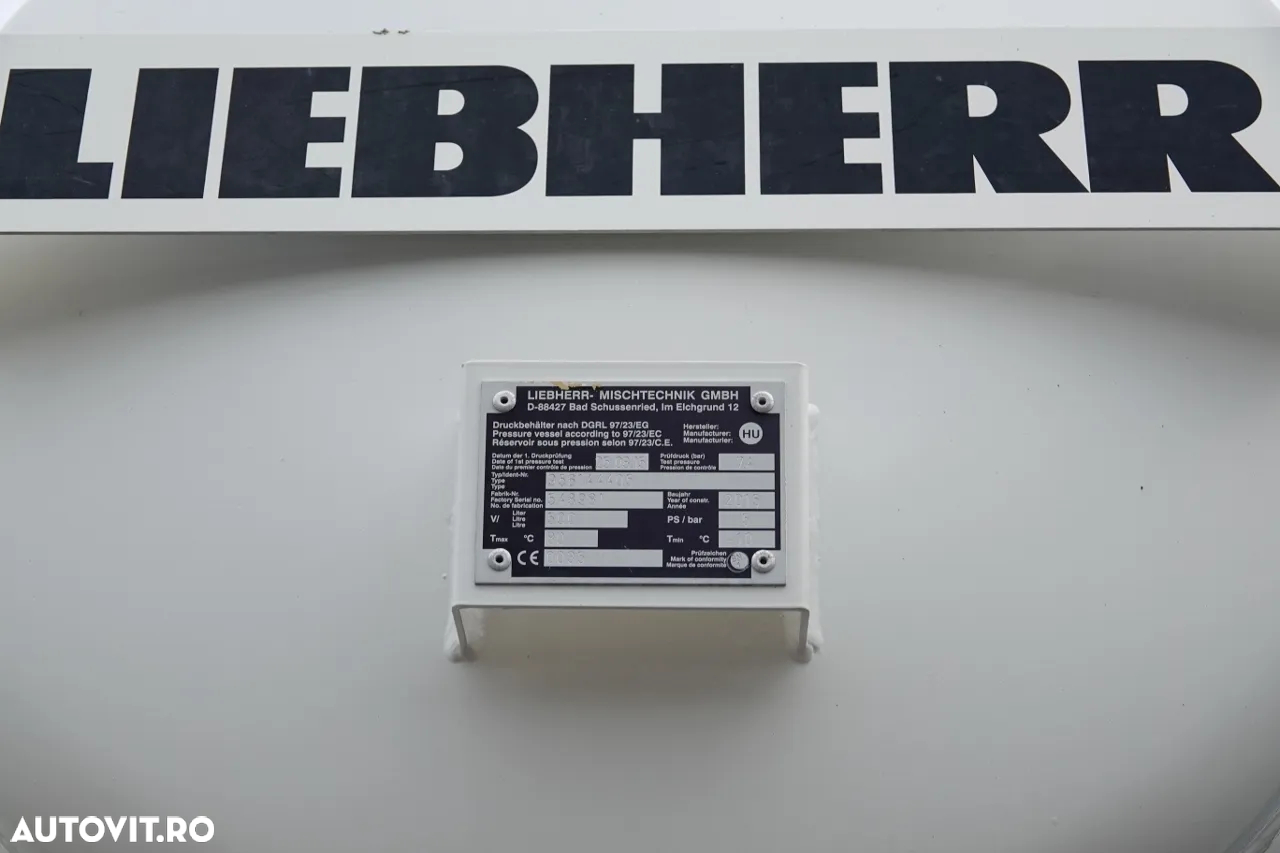 LIEBHERR
LIEBHERR- MISCHTECHNIK GMBH
D-88427 Bad Schussenried, Im Elchgrund 12
Druckbehälter nach DGRL 97/23/EG
Pressure vessel according to 97/23/EC
Réservoir sous pression selon 97/23/C.E.
Hersteller:
Manufacturer:
Manufacturier:
HU
Datum der 1. Druckprüfung
Date of 1st pressure test
Date du premier contrôle de pression
Prüfdruck (bar)
Test pressure
Pression de contrôle
Typ/Ident-Nr.
Type
Type
Fabrik-Nr.
Factory Serial no.
No. de fabrication
Baujahr
Year of constr.
Année
V/
Liter
Litre
Litre
PS / bar
Tmax °C
Tmin °C
CE
Prüfzeichen
Mark of conformity
Marque de conformité
AUTOVIT.RO